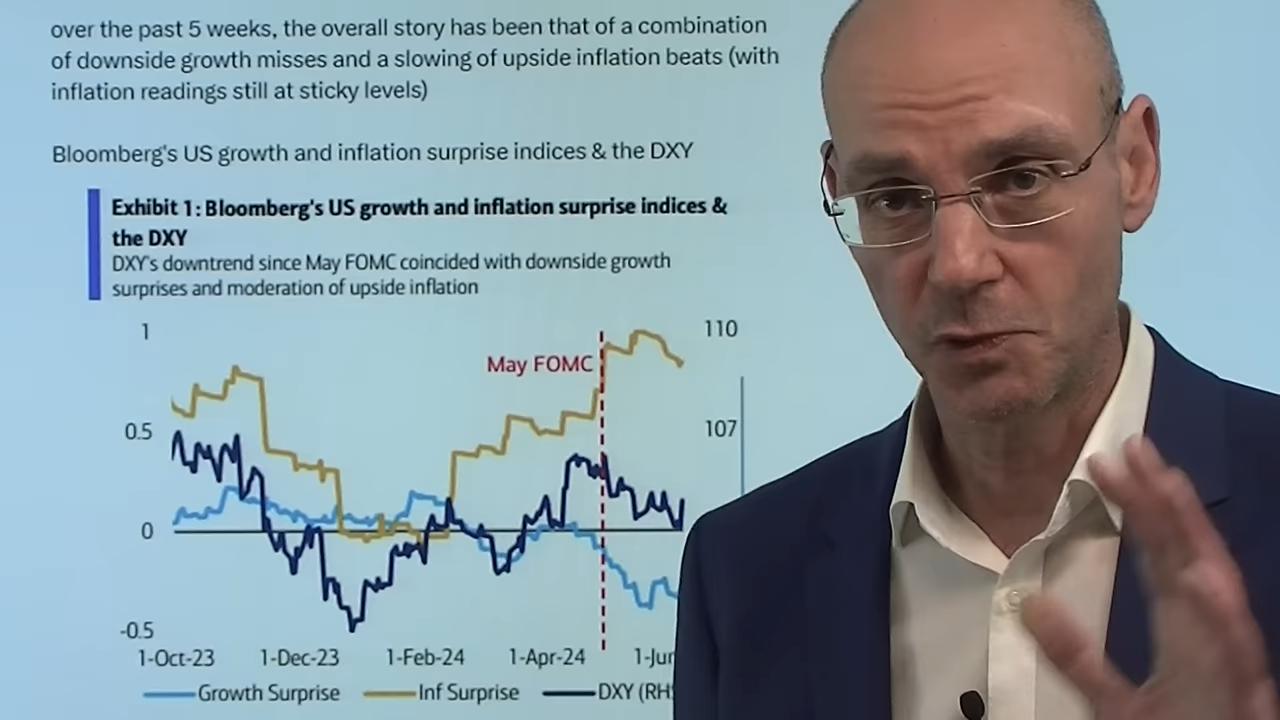 over the past 5 weeks, the overall story has been that of a combination
of downside growth misses and a slowing of upside inflation beats (with
inflation readings still at sticky levels)
Bloomberg's US growth and inflation surprise indices & the DXY
Exhibit 1: Bloomberg's US growth and inflation surprise indices &
the DXY
DXY's downtrend since May FOMC coincided with downside growth
surprises and moderation of upside inflation
1
110
May FOMC
0.5
107
0
-0.5
1-Oct-23 1-Dec-23 1-Feb-24 1-Apr-24 1-Jun
Growth Surprise Inf Surprise DXY (RH